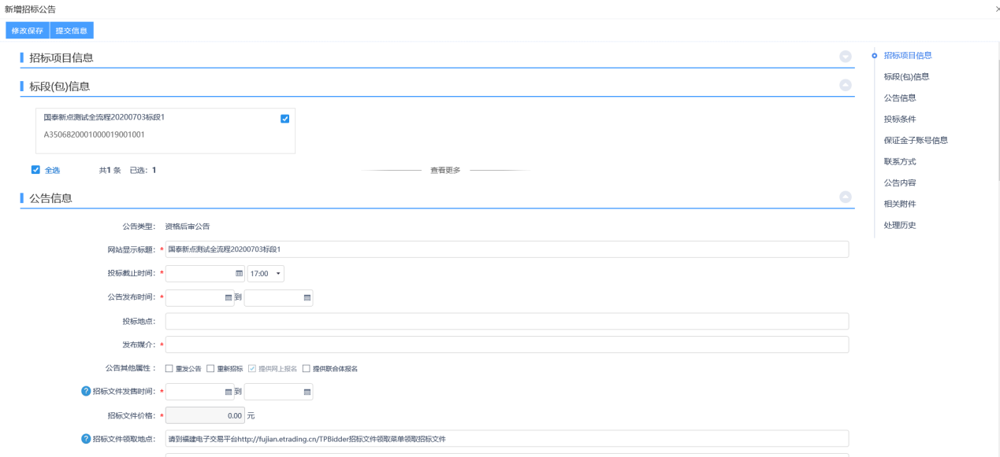 新增招标公告
修改保存 提交信息
招标项目信息
标段(包)信息
国泰新点测试全流程20200703标段1
A3506820001000019001001
全选 共1 条 已选: 1 查看更多
公告信息
公告类型: 资格后审公告
网站显示标题: * 国泰新点测试全流程20200703标段1
投标截止时间: * 17:00
公告发布时间: * 到
投标地点:
发布媒介: *
公告其他属性: 重发公告 重新招标 提供网上报名 提供联合体报名
? 招标文件发售时间: * 到
招标文件价格: * 0.00 元
? 招标文件领取地点: 请到福建电子交易平台http://fujian.etrading.cn/TPBidder招标文件领取菜单领取招标文件
招标项目信息
标段(包)信息
公告信息
投标条件
保证金子账号信息
联系方式
公告内容
相关附件
处理历史